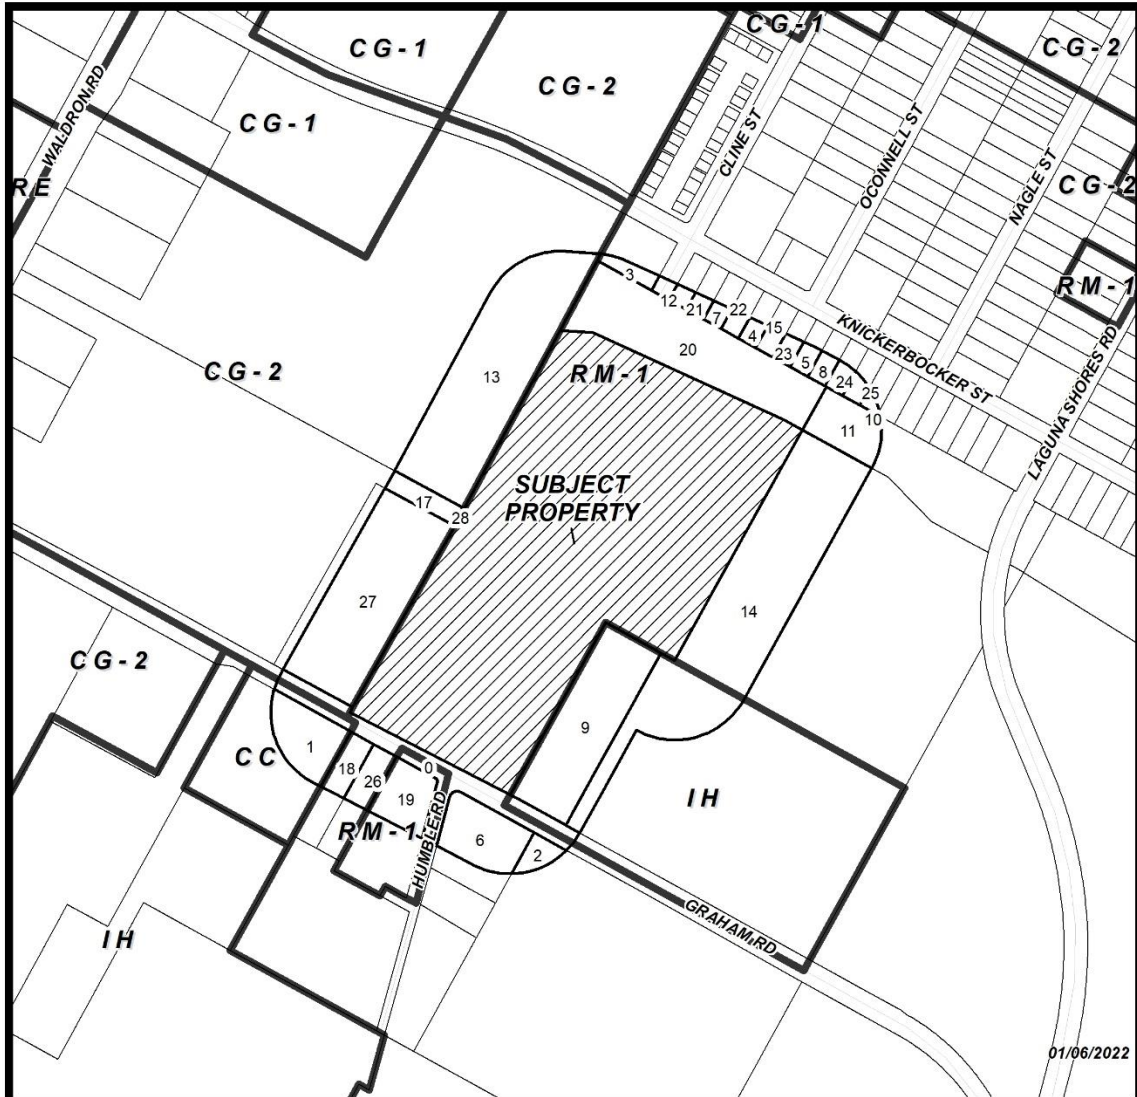 CG-1
CG-1
CG-2
CG-2
CG-1
WALDRON RD
CLINE ST
OCONNELL ST
NAGLE ST
RE
CG-2
RM-1
3
12
21
7
22
4
15
23
5
8
24
25
10
KNICKERBOCKER ST
LAGUNA SHORES RD
CG-2
13
RM-1
20
11
SUBJECT
PROPERTY
17
28
27
14
CG-2
9
1
CC
18
26
0
19
RM-1
HUMBLE RD
6
2
IH
GRAHAM RD
IH
01/06/2022